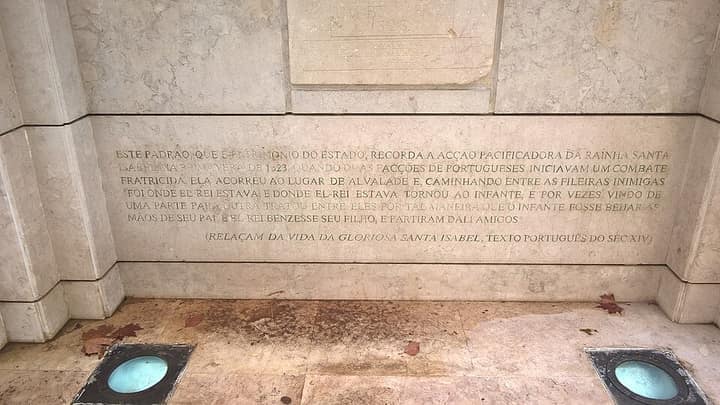 ESTE PADRÃO, QUE É PATRIMÓNIO DO ESTADO, RECORDA A ACÇÃO PACIFICADORA DA RAINHA SANTA
NA PRIMAVERA DE 1323, QUANDO DUAS FACÇÕES DE PORTUGUESES INICIAVAM UM COMBATE
FRATRICIDA. ELA ACORREU AO LUGAR DE ALVALADE E, CAMINHANDO ENTRE AS FILEIRAS INIMIGAS
FOI ONDE EL REI ESTAVA E DONDE EL-REI ESTAVA TORNOU AO INFANTE, E POR VEZES VINDO DE
UMA PARTE PARA OUTRA TRATOU ENTRE ELES POR TAL MANEIRA QUE O INFANTE FOSSE BEIJAR AS
MÃOS DE SEU PAI E EL REI BENZESSE SEU FILHO, E PARTIRAM DALI AMIGOS
(RELAÇAM DA VIDA DA GLORIOSA SANTA ISABEL, TEXTO PORTUGUÊS DO SÉC XIV)